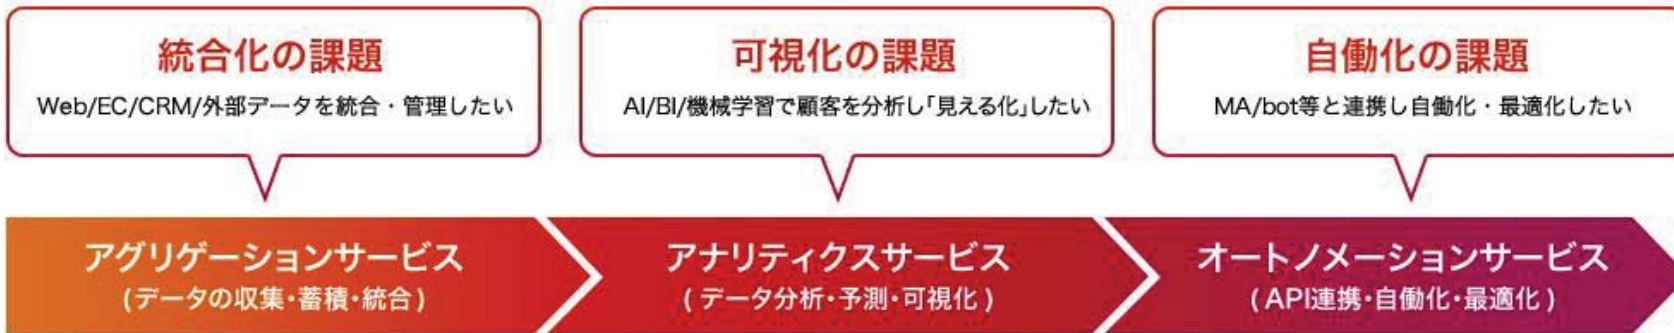 統合化の課題
Web/EC/CRM/外部データを統合・管理したい
可視化の課題
AI/BI/機械学習で顧客を分析し「見える化」したい
自働化の課題
MA/bot等と連携し自働化・最適化したい
アグリゲーションサービス
(データの収集・蓄積・統合)
アナリティクスサービス
(データ分析・予測・可視化)
オートノメーションサービス
(API連携・自働化・最適化)